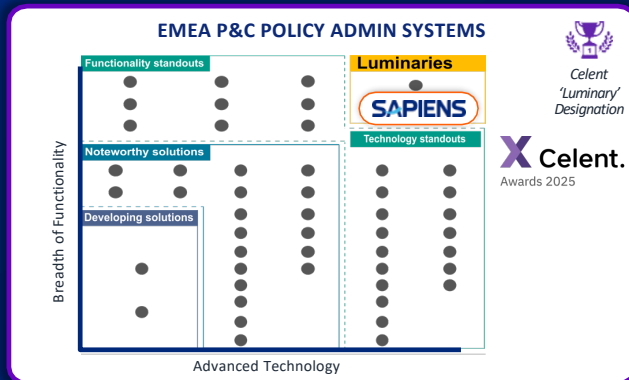 EMEA P&C POLICY ADMIN SYSTEMS
Functionality standouts
Luminaries
SAPIENS
Technology standouts
Noteworthy solutions
Developing solutions
Breadth of Functionality
Advanced Technology
1
Celent
'Luminary'
Designation
Celent.
Awards 2025